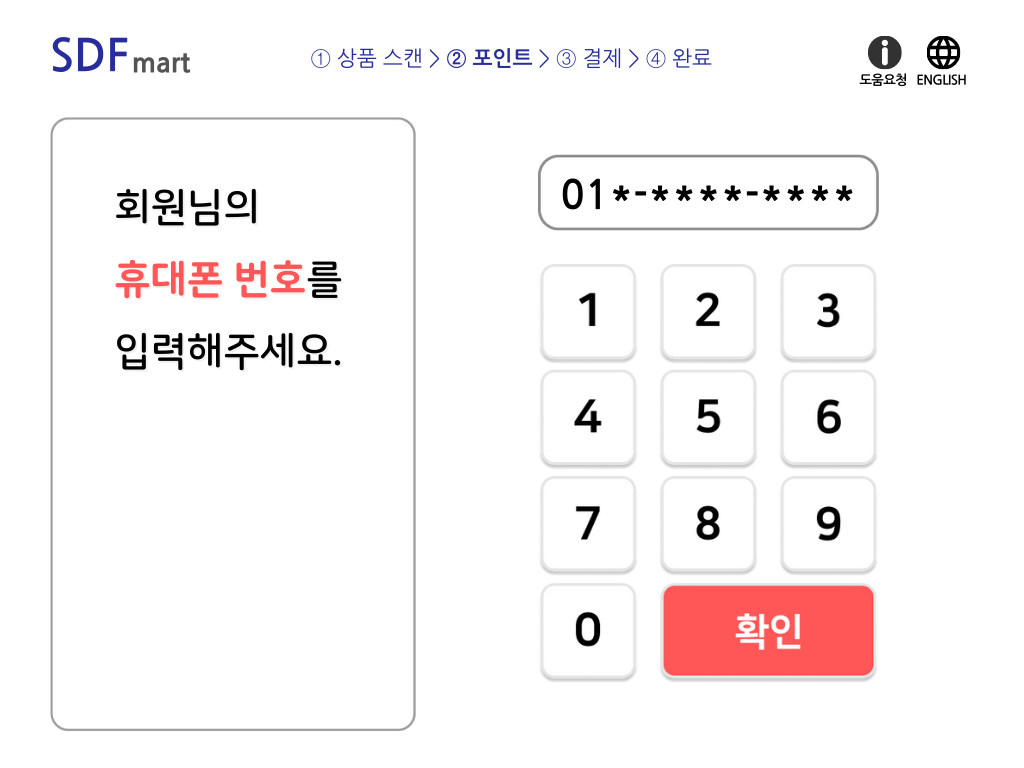 SDF mart
① 상품 스캔 > ② 포인트 > ③ 결제 > ④ 완료
도움요청 ENGLISH
회원님의
휴대폰 번호를
입력해주세요.
01*-****-****
1 2 3
4 5 6
7 8 9
0 확인